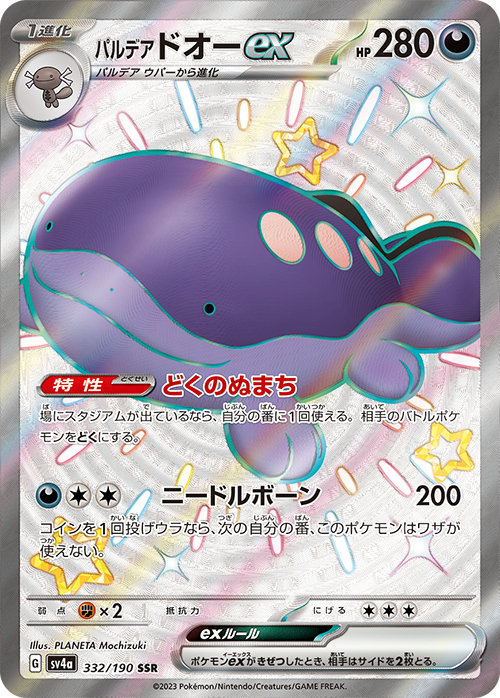 1進化
パルデア ドオーex HP 280
パルデア ウパーから進化
特性 とくせい どくのぬまち
場にスタジアムが出ているなら、自分の番に1回使える。相手のバトルポケ
モンをどくにする。
ニードルボーン 200
コインを1回投げウラなら、次の自分の番、このポケモンはワザが
使えない。
弱点 ×2 抵抗力 にげる
Illus. PLANETA Mochizuki
exルール
G sv4a 332/190 SSR
ポケモンexがきぜつしたとき、相手はサイドを2枚とる。
©2023 Pokémon/Nintendo/Creatures/GAME FREAK.